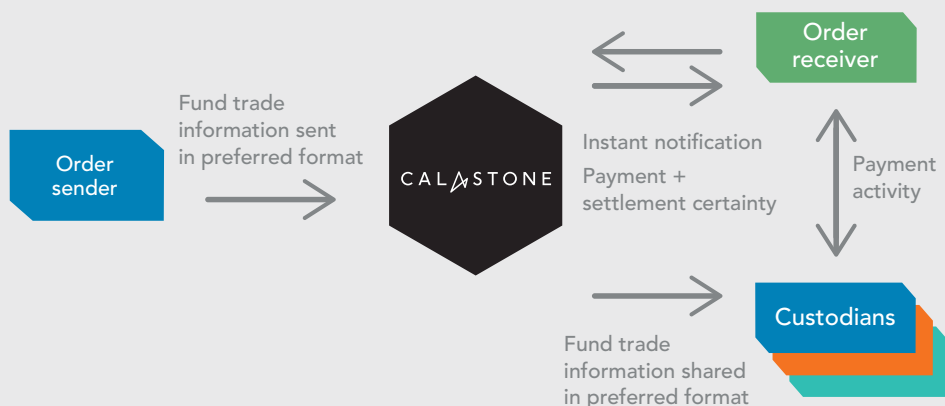 Order
sender
Fund trade
information sent
in preferred format
CALASTONE
Order
receiver
Instant notification
Payment +
settlement certainty
Payment
activity
Custodians
Fund trade
information shared
in preferred format